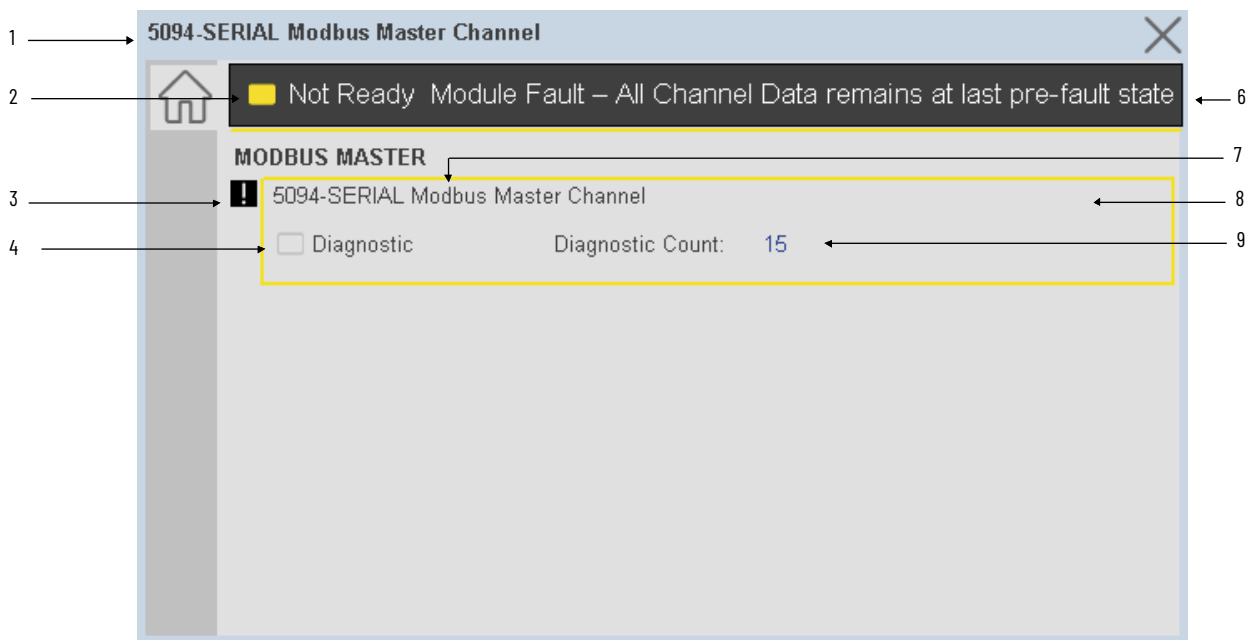 1
5094-SERIAL Modbus Master Channel
2
Not Ready Module Fault – All Channel Data remains at last pre-fault state
6
MODBUS MASTER
7
3
!
5094-SERIAL Modbus Master Channel
8
4
Diagnostic
Diagnostic Count: 15
9